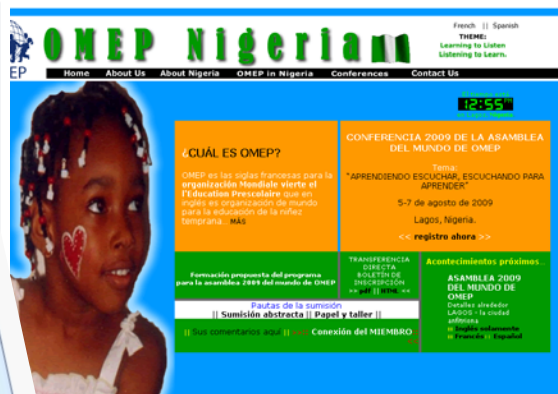 French || Spanish
THEME:
Learning to Listen
Listening to Learn.
OMEP Nigeria
EP
Home About Us About Nigeria OMEP in Nigeria Conferences Contact Us
12:55
¿CUÁL ES OMEP?
OMEP es las siglas francesas para la
organización Mondiale vierte el
l'Education Prescolaire que en
inglés es organización de mundo
para la educación de la niñez
temprana. MÁS
CONFERENCIA 2009 DE LA ASAMBLEA
DEL MUNDO DE OMEP
Tema:
"APRENDIENDO ESCUCHAR, ESCUCHANDO PARA
APRENDER"
5-7 de agosto de 2009
Lagos, Nigeria.
<< registro ahora >>
Formación propuesta del programa
para la asamblea 2009 del mundo de OMEP
TRANSFERENCIA
DIRECTA
BOLETÍN DE
INSCRIPCIÓN
>> pdf || HTML <<
Acontecimientos próximos...
ASAMBLEA 2009
DEL MUNDO DE
OMEP
Detalles alrededor
LAGOS - la ciudad
anfitriona
|| Inglés solamente
|| Francés || Español
Pautas de la sumisión
|| Sumisión abstracta || Papel y taller ||
|| Sus comentarios aquí || Conexión del MIEMBRO